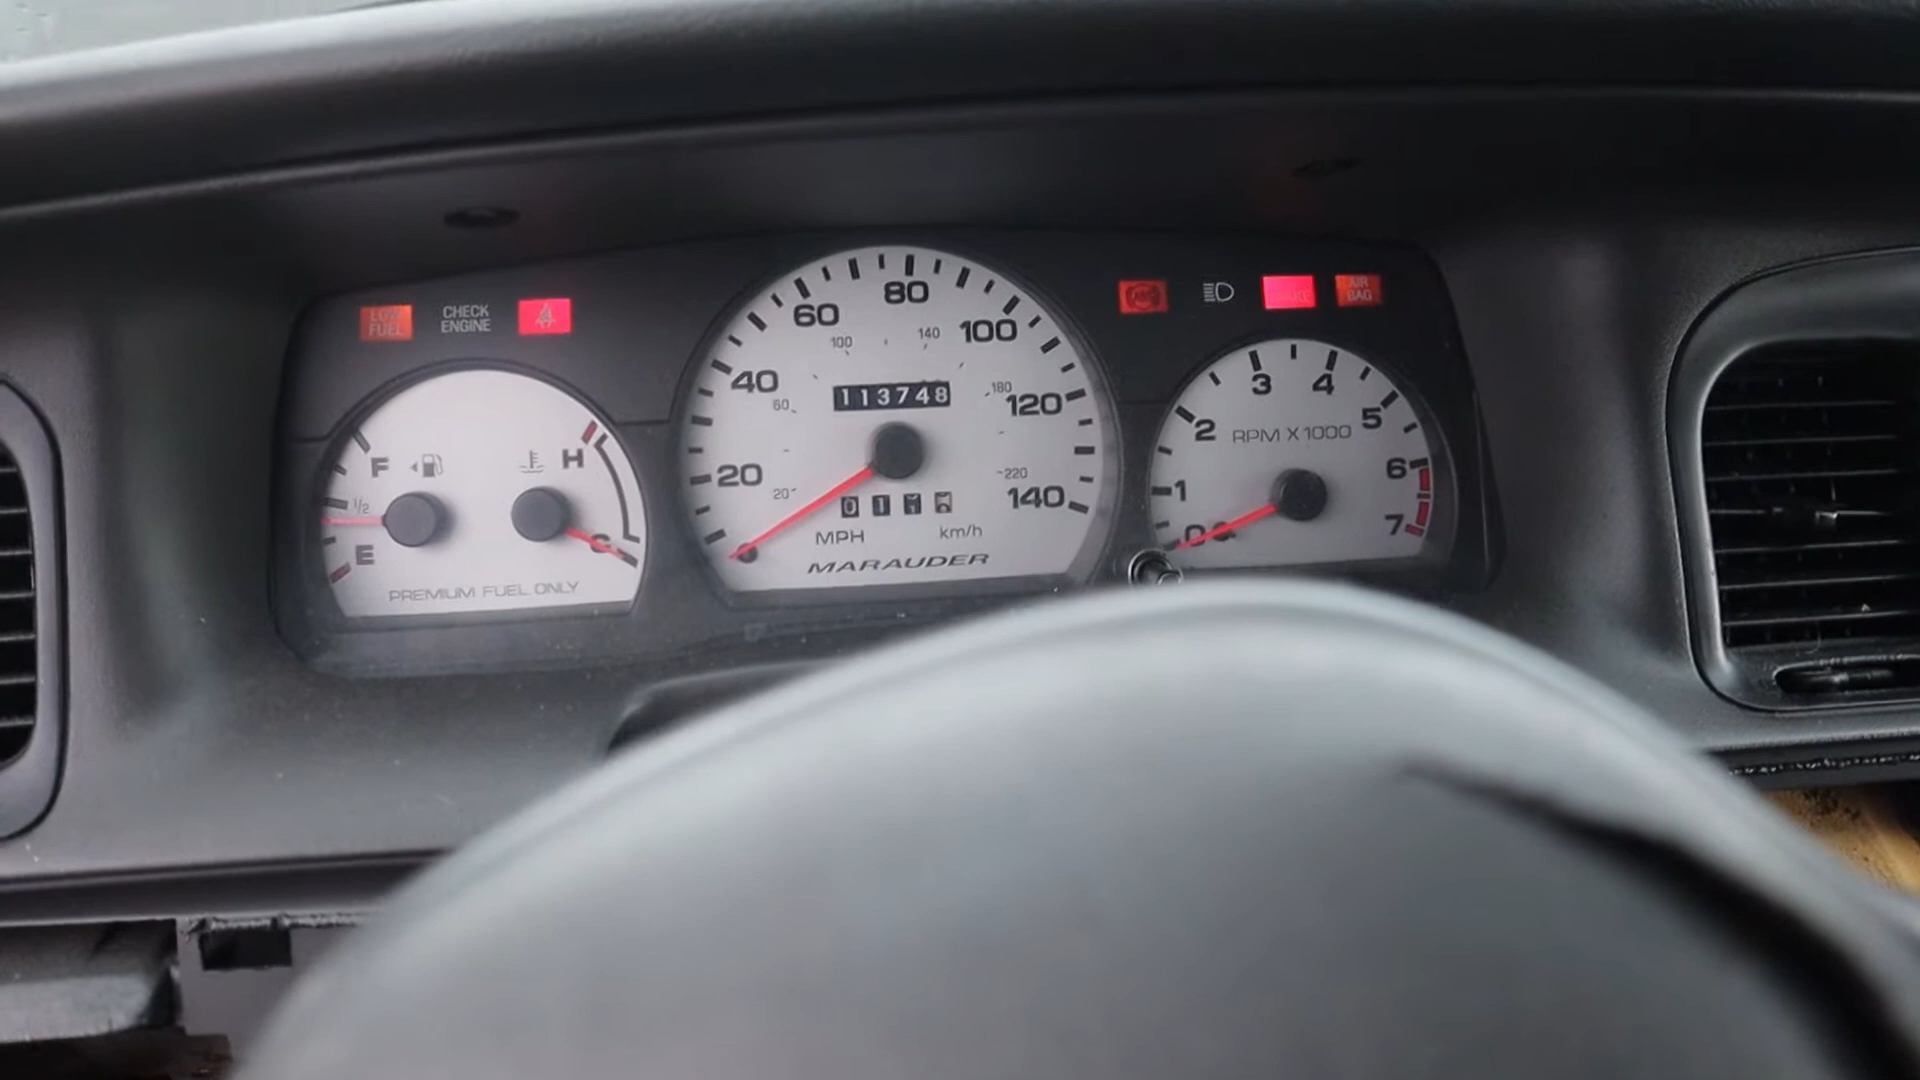 LOW
FUEL
CHECK
ENGINE
AIR
BAG
F
1/2
E
H
C
PREMIUM FUEL ONLY
20
40
60
80
100
120
140
20
60
100
140
180
220
113748
MPH
km/h
MARAUDER
0
1
2
3
4
5
6
7
RPM X 1000